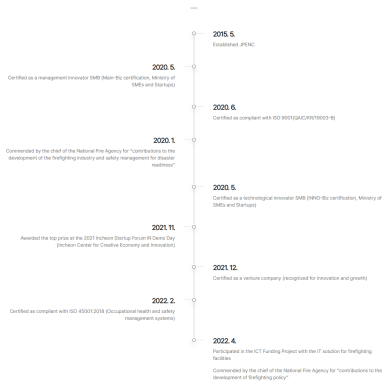 2015. 5.
Established JPENC
2020. 5.
Certified as a management innovator SMB (Main-Biz certification, Ministry of
SMEs and Startups)
2020. 6.
Certified as compliant with ISO 9001(QAIC/KR/19003-B)
2020. 1.
Commended by the chief of the National Fire Agency for "contributions to the
development of the firefighting industry and safety management for disaster
readiness"
2020. 5.
Certified as a technological innovator SMB (INNO-Biz certification, Ministry of
SMEs and Startups)
2021. 11.
Awarded the top prize at the 2021 Incheon Startup Forum IR Demo Day
(Incheon Center for Creative Economy and Innovation)
2021. 12.
Certified as a venture company (recognized for innovation and growth)
2022. 2.
Certified as compliant with ISO 45001:2018 (Occupational health and safety
management systems)
2022. 4.
Participated in the ICT Funding Project with the IT solution for firefighting
facilities
Commended by the chief of the National Fire Agency for "contributions to the
development of firefighting policy"